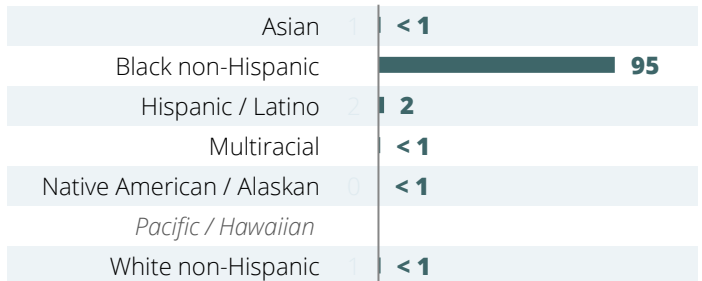 Asian 1 < 1
Black non-Hispanic 95
Hispanic / Latino 2 2
Multiracial < 1
Native American / Alaskan 0 < 1
Pacific / Hawaiian
White non-Hispanic 1 < 1